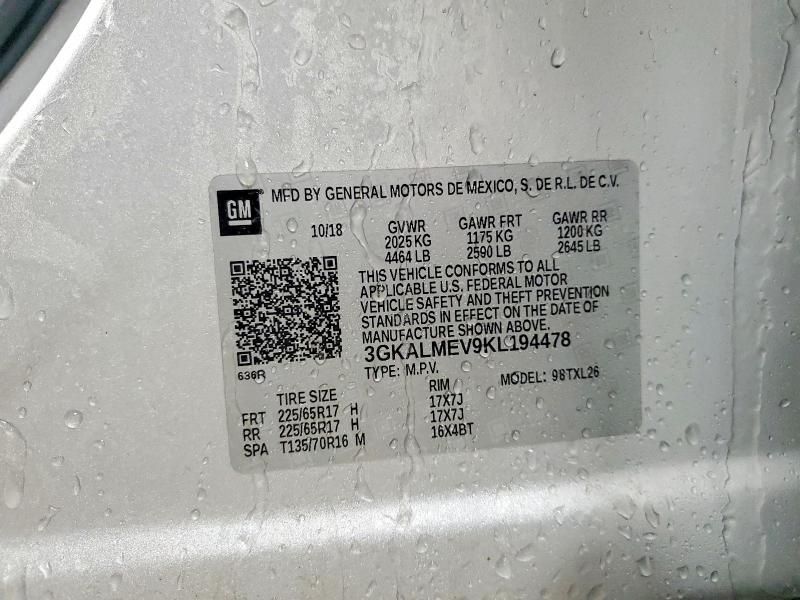 GM
MFD BY GENERAL MOTORS DE MEXICO, S. DE R.L. DE C.V.
10/18 GVWR GAWR FRT GAWR RR
2025 KG 1175 KG 1200 KG
4464 LB 2590 LB 2645 LB
THIS VEHICLE CONFORMS TO ALL
APPLICABLE U.S. FEDERAL MOTOR
VEHICLE SAFETY AND THEFT PREVENTION
STANDARDS IN EFFECT ON THE DATE OF
MANUFACTURE SHOWN ABOVE.
636R
3GKALMEV9KL194478
TYPE: M.P.V. MODEL: 98TXL26
TIRE SIZE RIM
FRT 225/65R17 H 17X7J
RR 225/65R17 H 17X7J
SPA T135/70R16 M 16X4BT